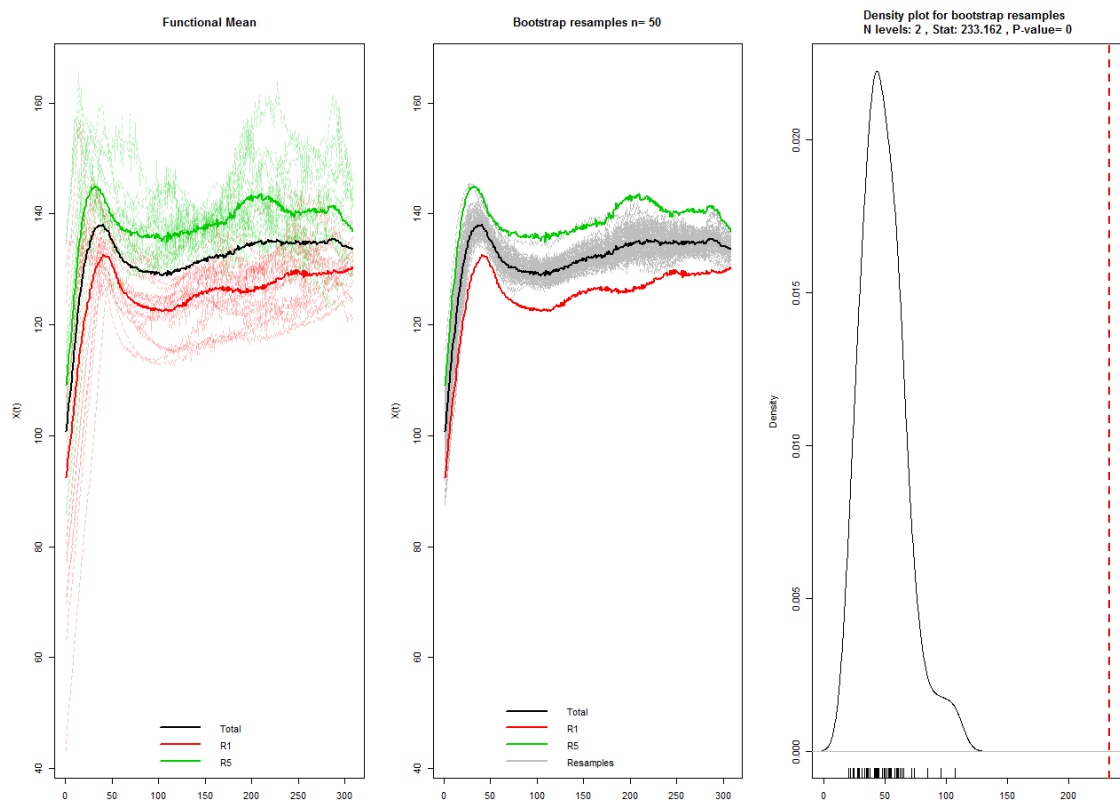 Functional Mean
X(t)
160
140
120
100
80
60
40
0 50 100 150 200 250 300
Total
R1
R5
Bootstrap resamples n= 50
X(t)
160
140
120
100
80
60
40
0 50 100 150 200 250 300
Total
R1
R5
Resamples
Density plot for bootstrap resamples
N levels: 2 , Stat: 233.162 , P-value= 0
Density
0.020
0.015
0.010
0.005
0.000
0 50 100 150 200